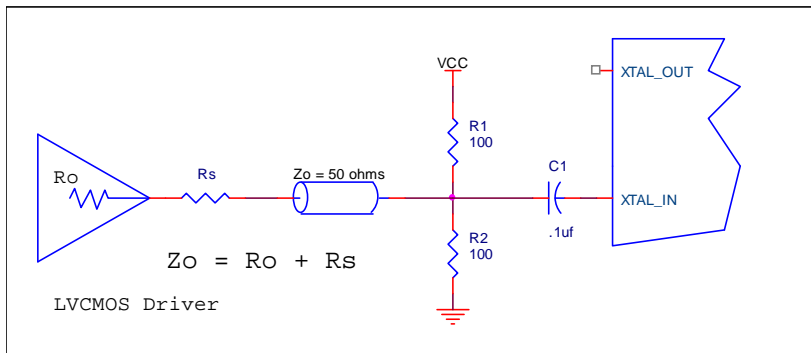 VCC
XTAL_OUT
R1
100
Ro
Rs
Zo = 50 ohms
C1
.1uf
XTAL_IN
R2
100
Zo = Ro + Rs
LVCMOS Driver